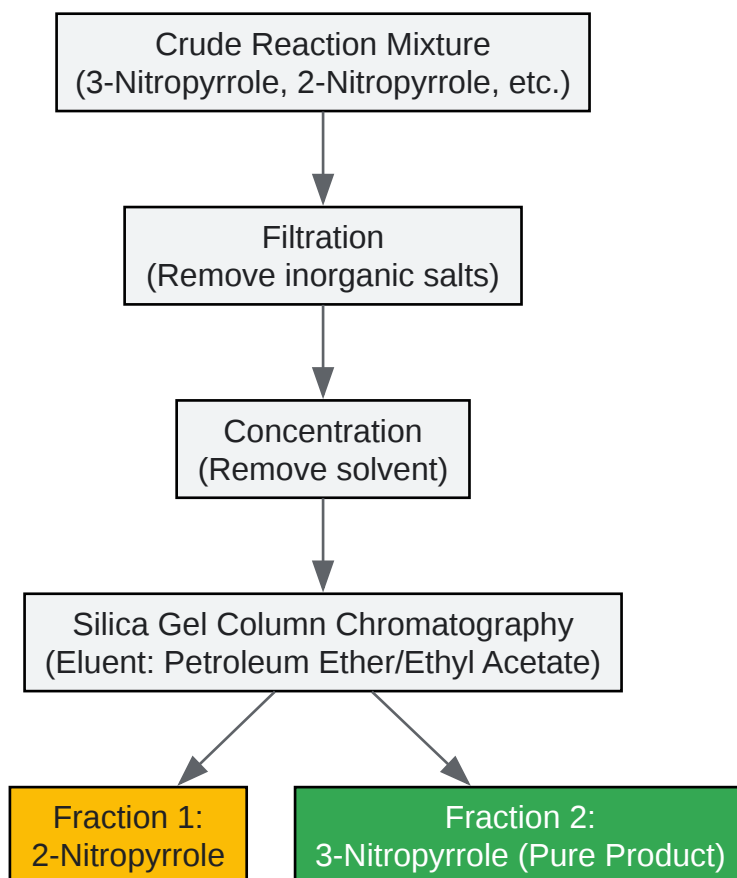 Crude Reaction Mixture
(3-Nitropyrrole, 2-Nitropyrrole, etc.)
Filtration
(Remove inorganic salts)
Concentration
(Remove solvent)
Silica Gel Column Chromatography
(Eluent: Petroleum Ether/Ethyl Acetate)
Fraction 1:
2-Nitropyrrole
Fraction 2:
3-Nitropyrrole (Pure Product)